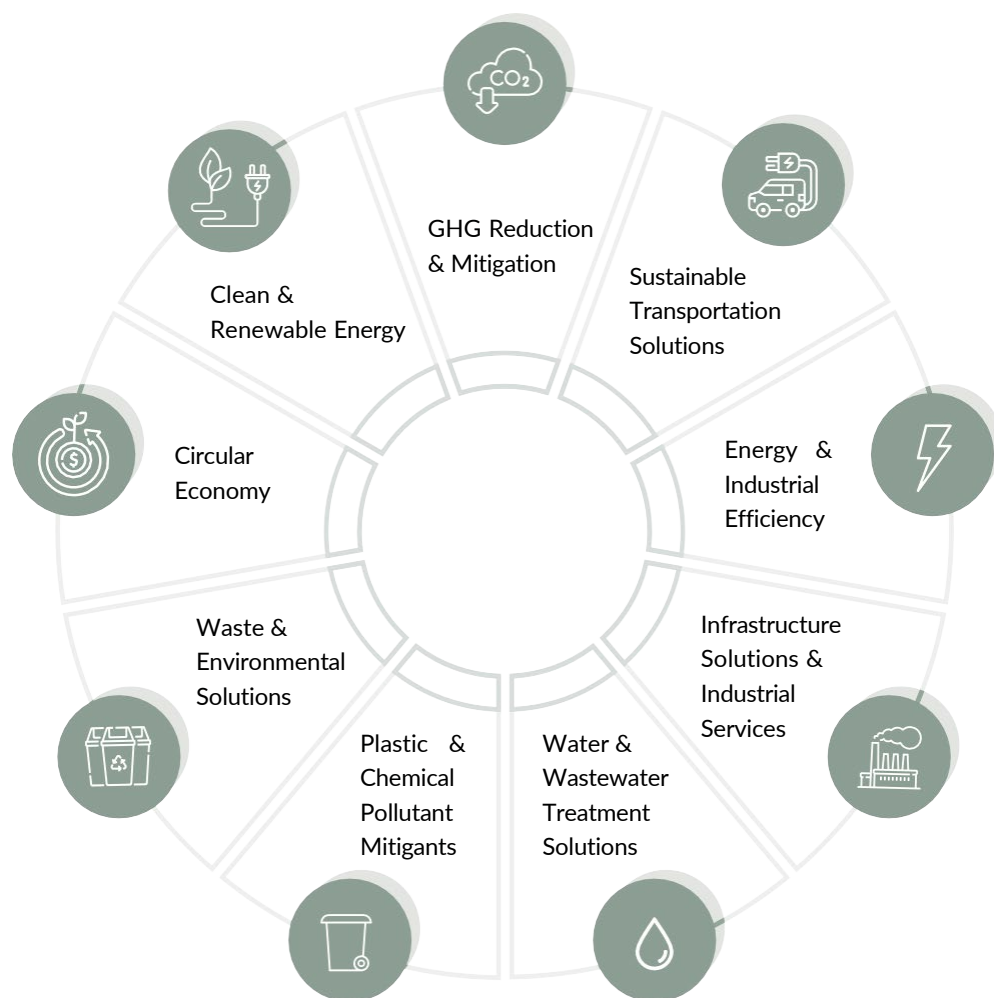 CO₂
GHG Reduction
& Mitigation
Sustainable
Transportation
Solutions
Energy &
Industrial
Efficiency
Infrastructure
Solutions &
Industrial
Services
Water &
Wastewater
Treatment
Solutions
Plastic &
Chemical
Pollutant
Mitigants
Waste &
Environmental
Solutions
Circular
Economy
$
Clean &
Renewable Energy